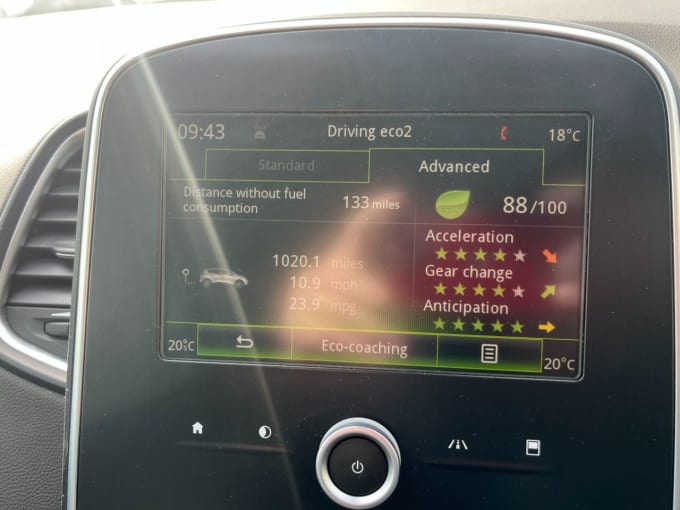 09:43 Driving eco2 18°C
Standard Advanced
Distance without fuel
consumption
133 miles
88/100
Acceleration
Gear change
Anticipation
1020.1 miles
10.9 mph
23.9 mpg
20°C Eco-coaching 20°C